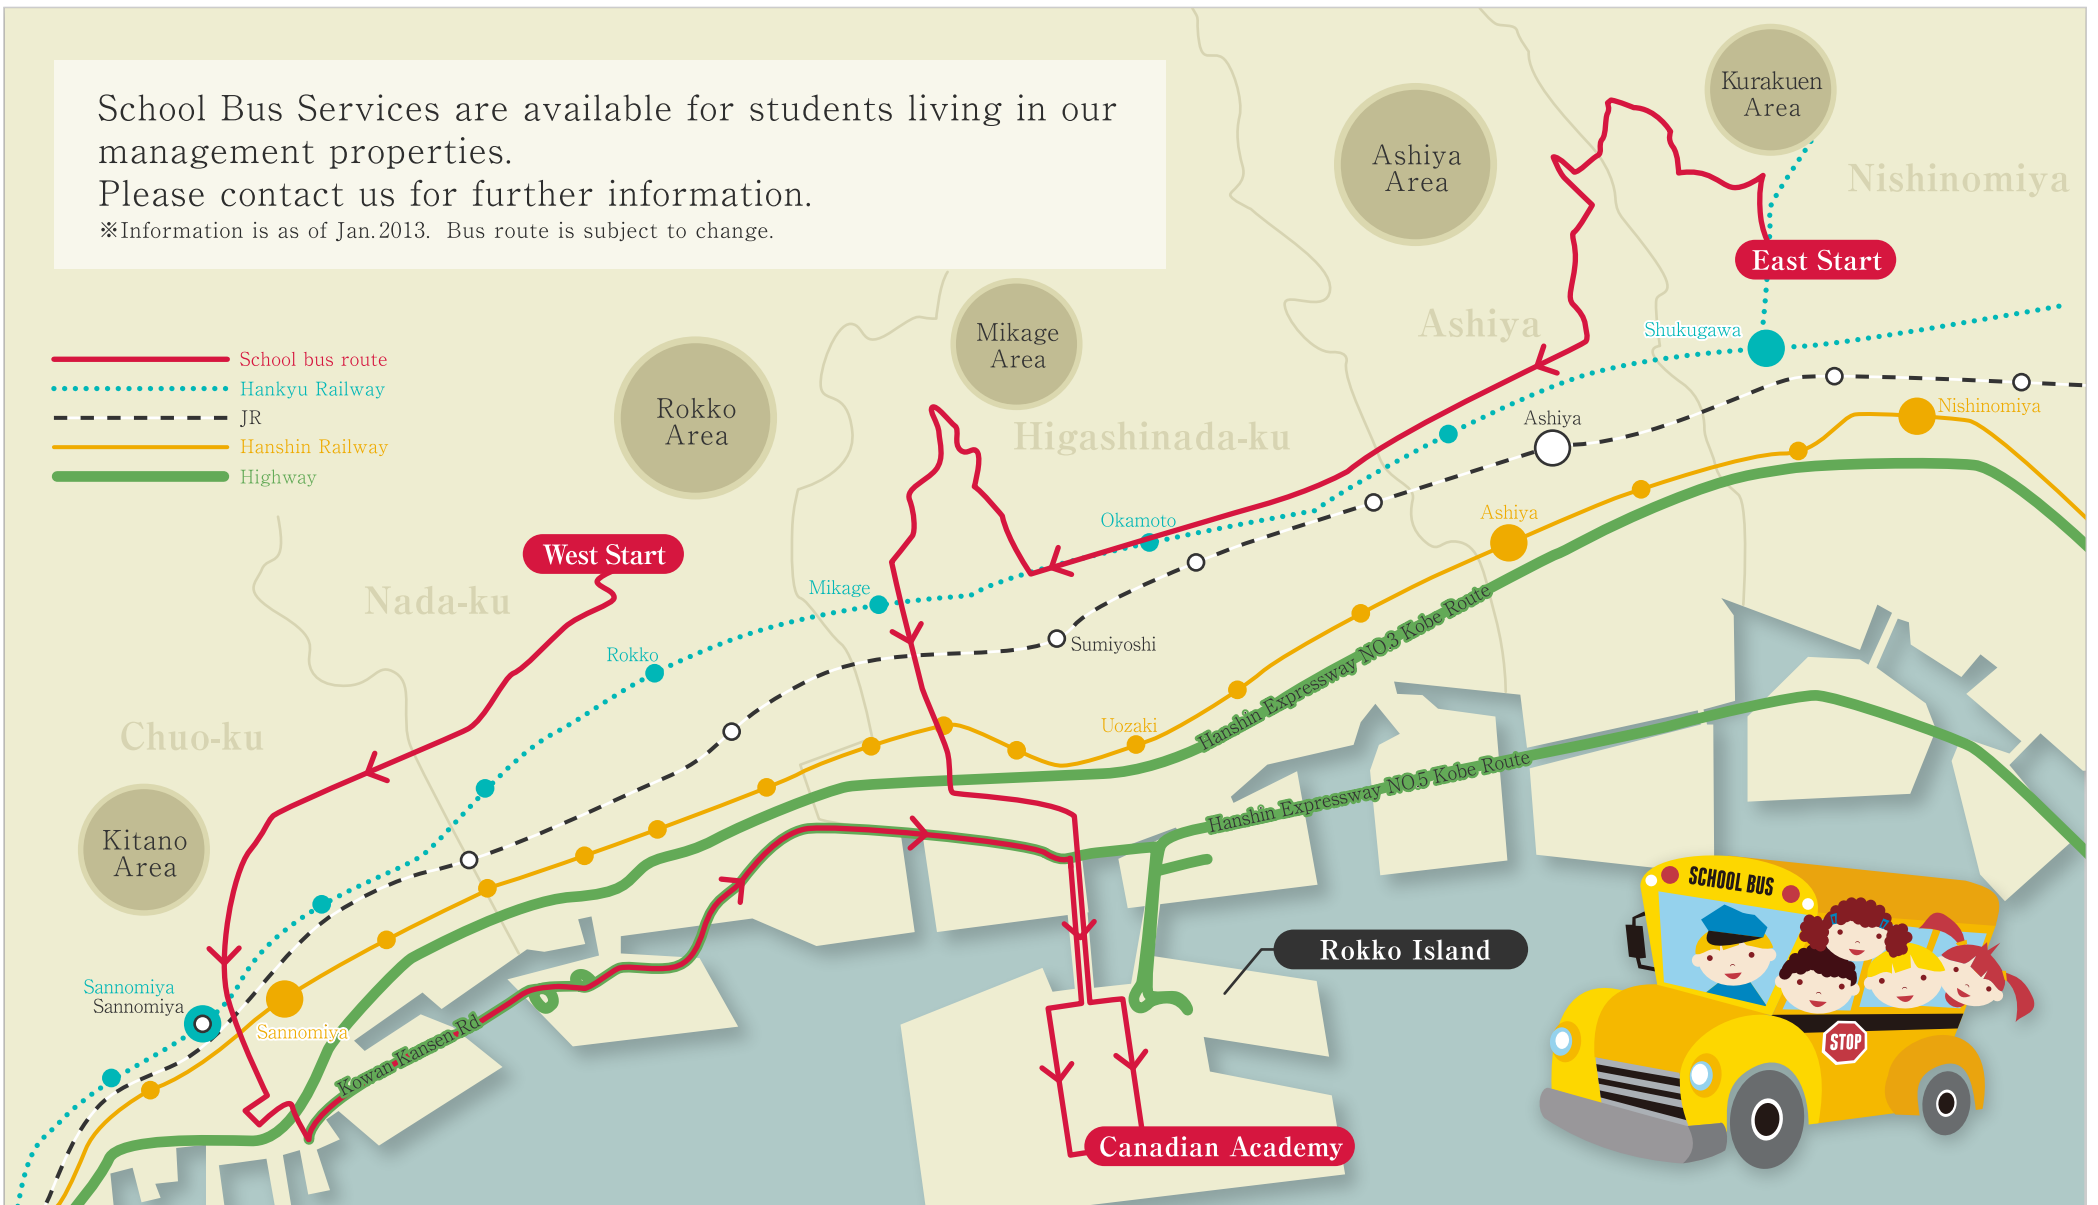 School Bus Services are available for students living in our
management properties.
Please contact us for further information.
※Information is as of Jan.2013. Bus route is subject to change.
Kurakuen
Area
Ashiya
Area
Nishinomiya
East Start
Mikage
Area
Ashiya
Shukugawa
School bus route
Hankyu Railway
JR
Hanshin Railway
Highway
Rokko
Area
Higashinada-ku
Ashiya
Nishinomiya
Okamoto
Ashiya
West Start
Nada-ku
Mikage
Sumiyoshi
Rokko
Hanshin Expressway NO.3 Kobe Route
Uozaki
Chuo-ku
Hanshin Expressway NO.5 Kobe Route
Kitano
Area
SCHOOL BUS
Rokko Island
Sannomiya
Sannomiya
Sannomiya
Kowan Kansen Rd
STOP
Canadian Academy